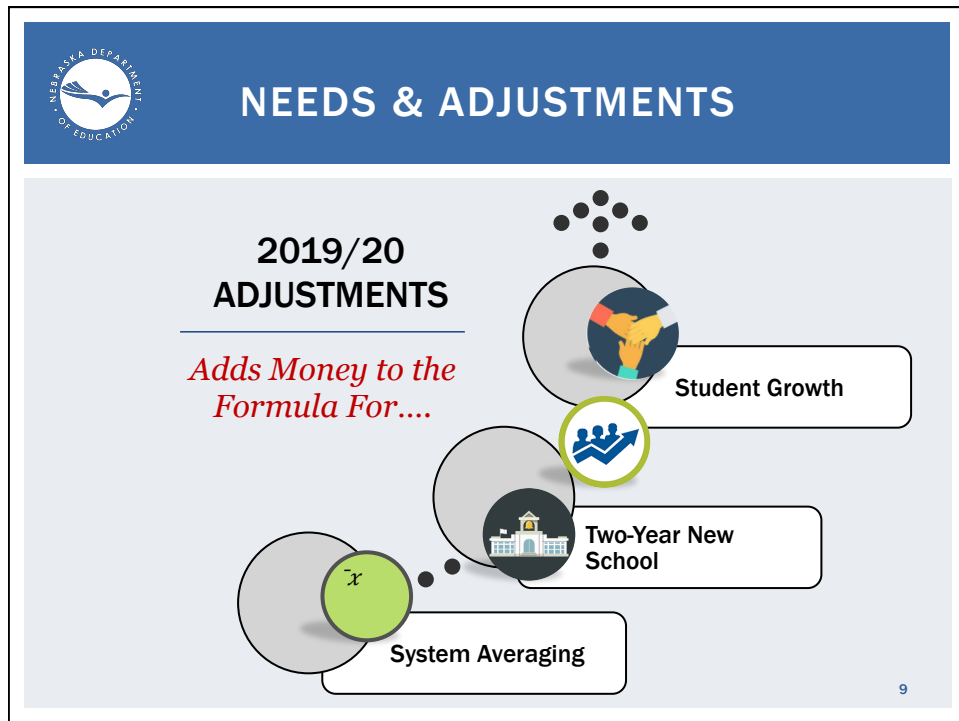 NEBRASKA DEPARTMENT
OF EDUCATION
NEEDS & ADJUSTMENTS
2019/20
ADJUSTMENTS
Adds Money to the
Formula For....
Student Growth
Two-Year New
School
x̄
System Averaging
9